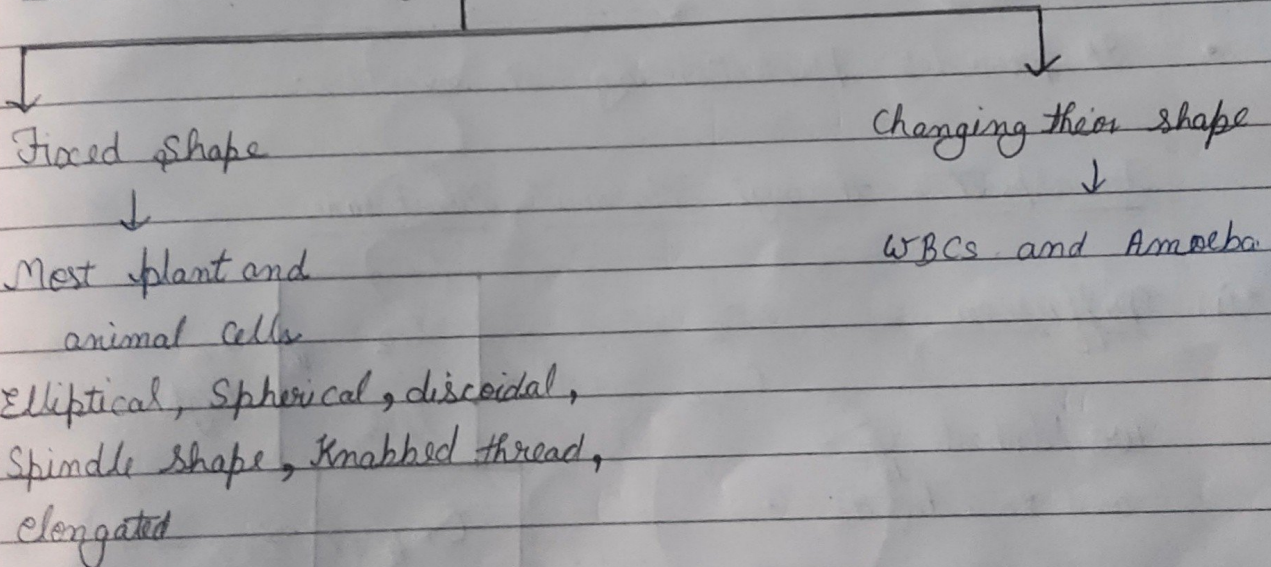 Fixed shape
Changing their shape
Most plant and
animal cells
WBCs and Amoeba
Elliptical, Spherical, discoidal,
Spindle shape, Knabbed thread,
elongated